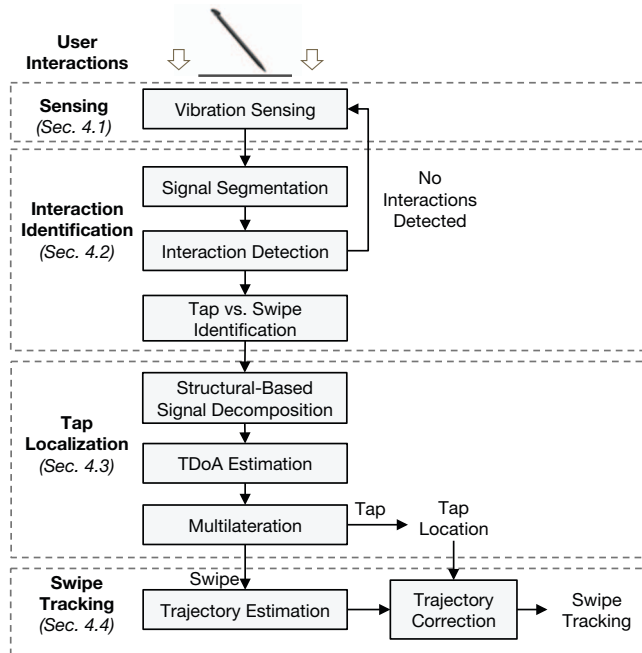 User
Interactions
Sensing
(Sec. 4.1)
Vibration Sensing
Interaction
Identification
(Sec. 4.2)
Signal Segmentation
Interaction Detection
No
Interactions
Detected
Tap vs. Swipe
Identification
Tap
Localization
(Sec. 4.3)
Structural-Based
Signal Decomposition
TDoA Estimation
Multilateration
Tap
Tap
Location
Swipe
Swipe
Tracking
(Sec. 4.4)
Trajectory Estimation
Trajectory
Correction
Swipe
Tracking